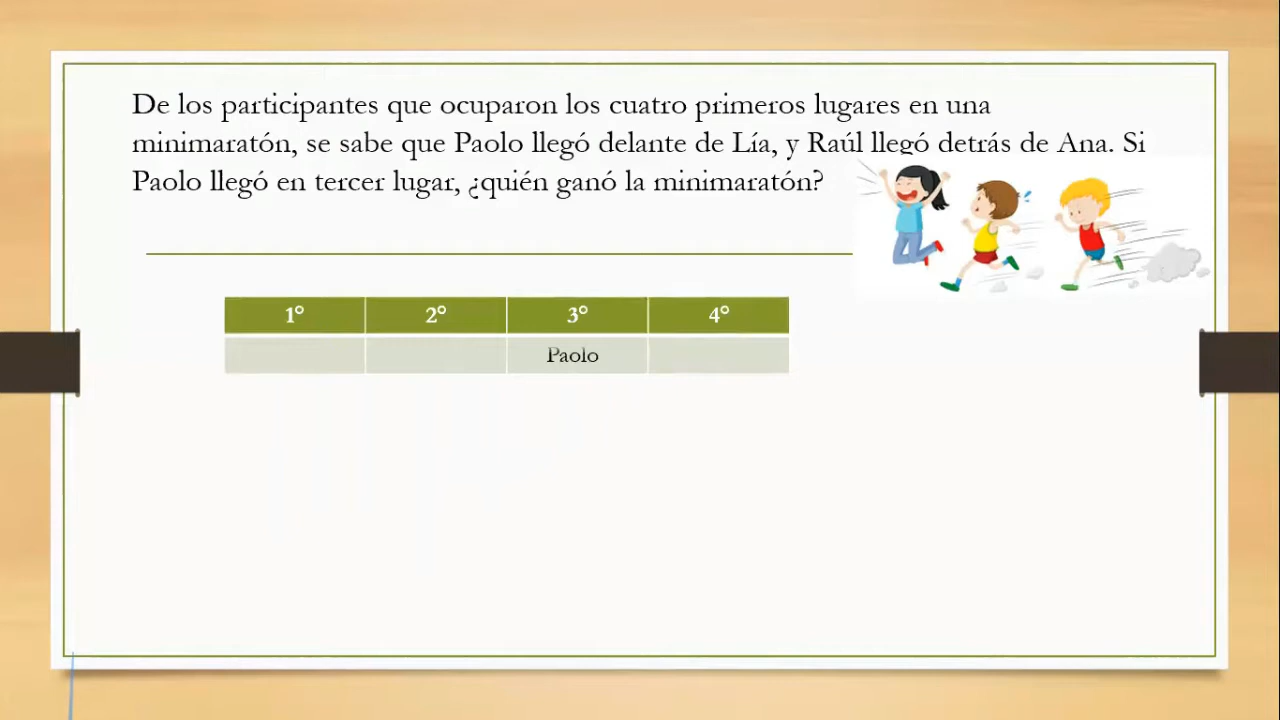 De los participantes que ocuparon los cuatro primeros lugares en una
minimaratón, se sabe que Paolo llegó delante de Lía, y Raúl llegó detrás de Ana. Si
Paolo llegó en tercer lugar, ¿quién ganó la minimaratón?
1° 2° 3° 4°
Paolo